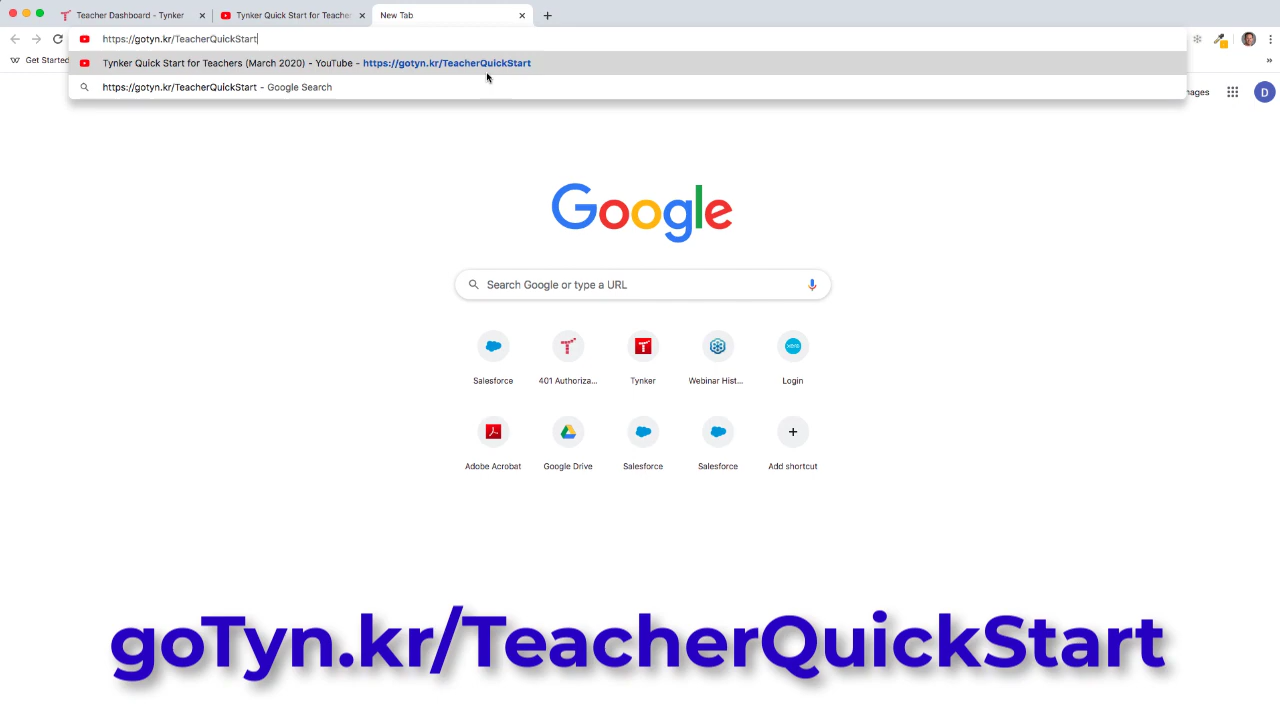 Teacher Dashboard - Tynker
Tynker Quick Start for Teacher
New Tab
https://gotyn.kr/TeacherQuickStart
Get Started
Tynker Quick Start for Teachers (March 2020) - YouTube - https://gotyn.kr/TeacherQuickStart
https://gotyn.kr/TeacherQuickStart - Google Search
D
Google
Search Google or type a URL
Salesforce
401 Authoriza...
Tynker
Webinar Hist...
xero
Login
Adobe Acrobat
Google Drive
Salesforce
Salesforce
Add shortcut
goTyn.kr/TeacherQuickStart